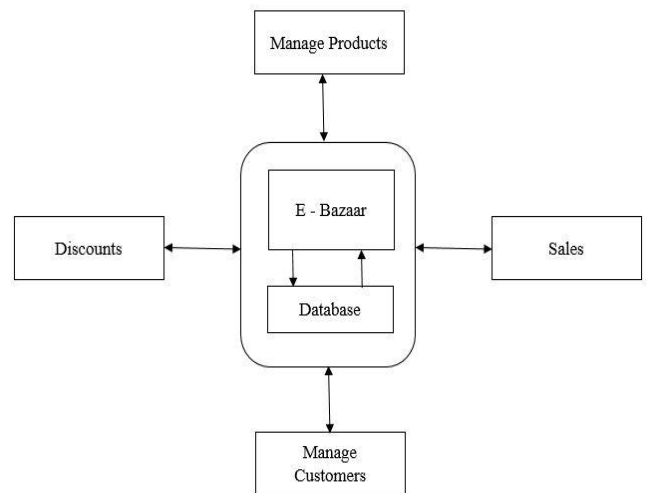 Manage Products
E - Bazaar
Discounts
Sales
Database
Manage
Customers